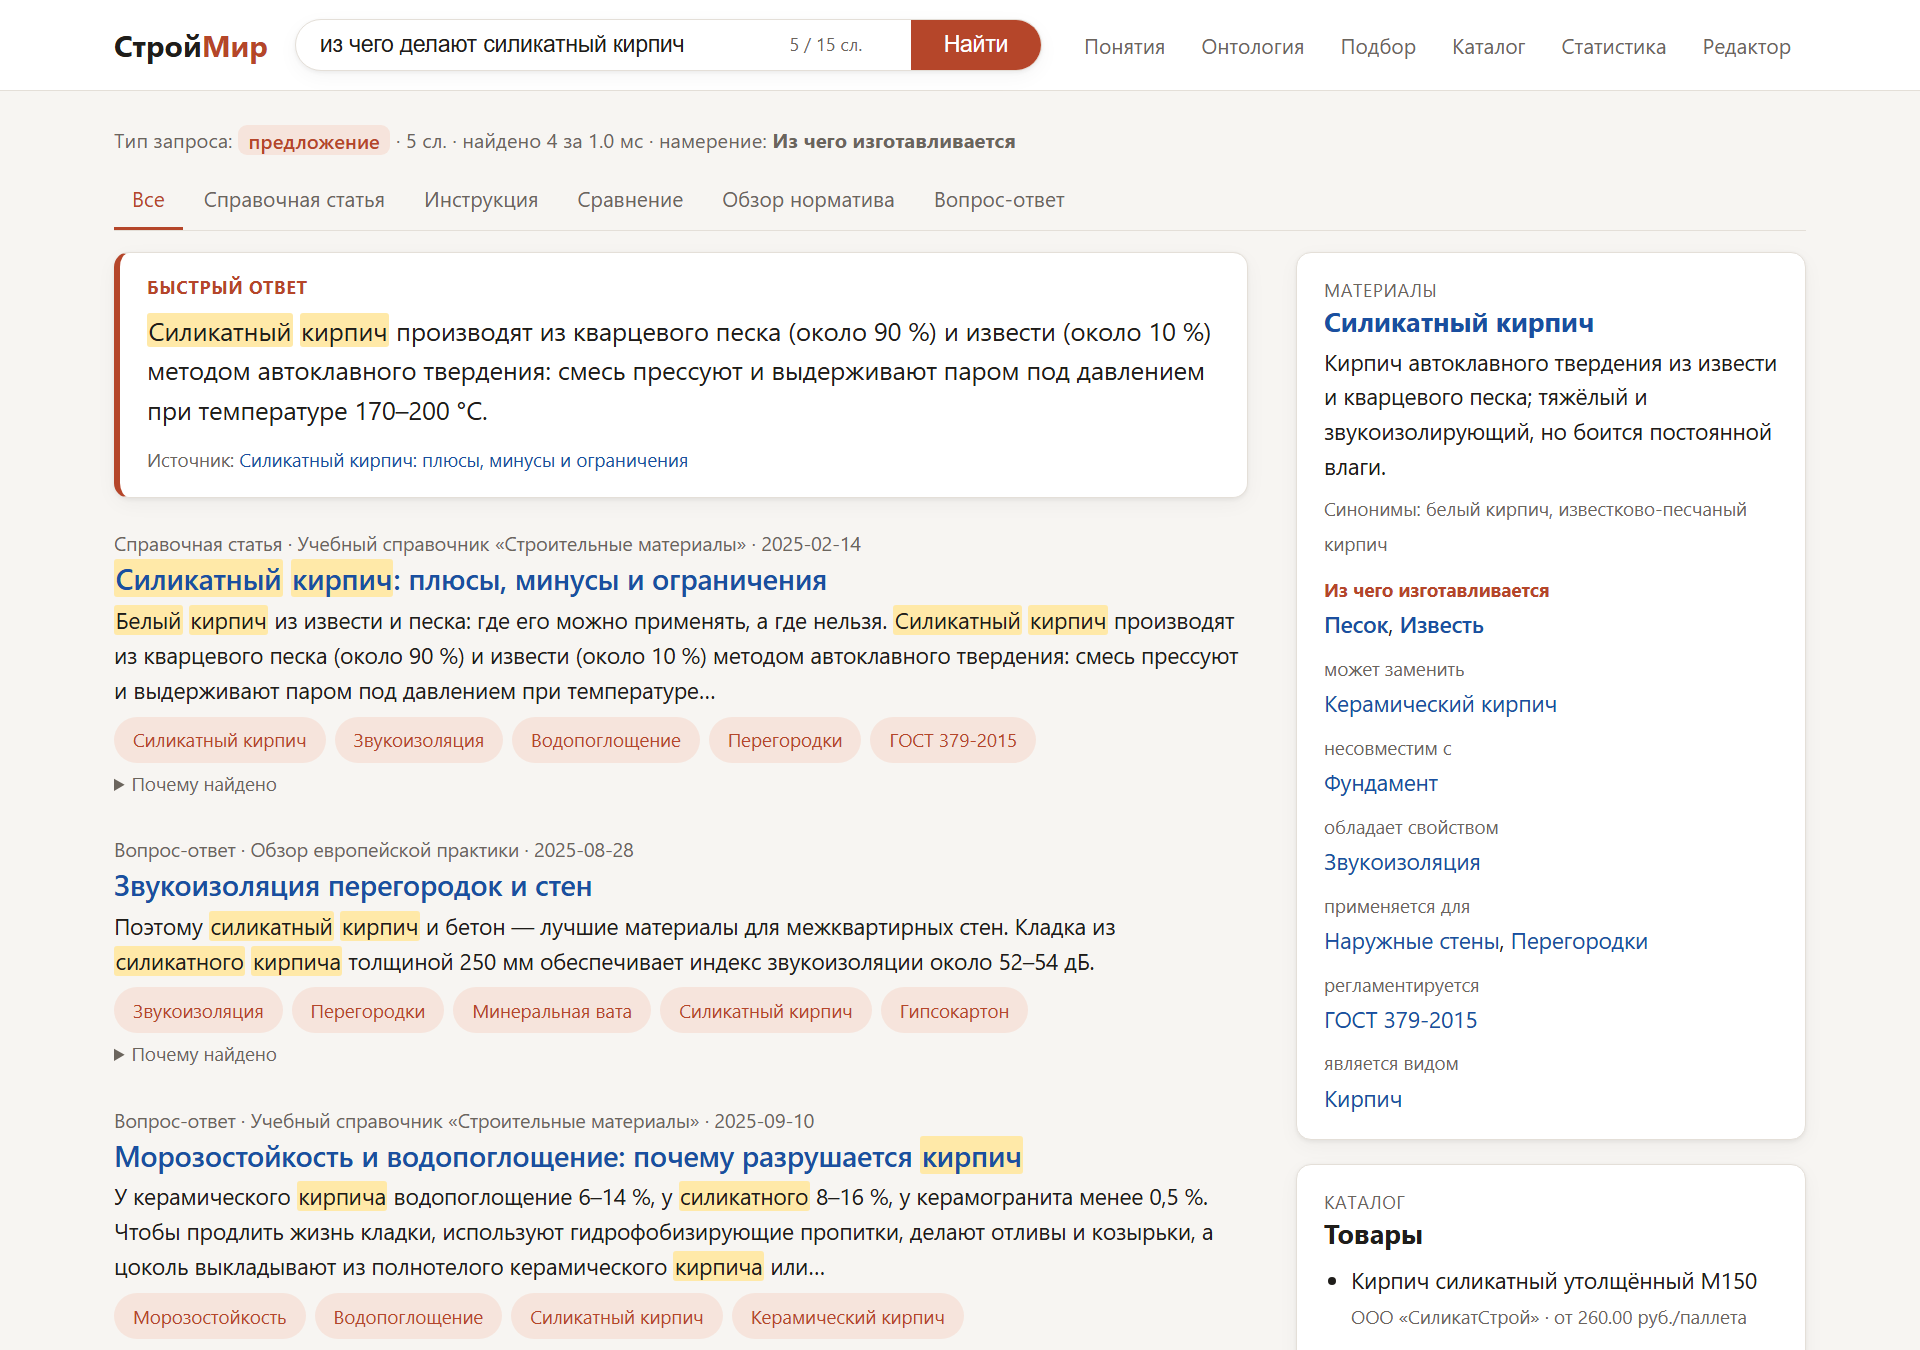 СтройМир
из чего делают силикатный кирпич
5 / 15 сл.
Найти
Понятия
Онтология
Подбор
Каталог
Статистика
Редактор
Тип запроса: предложение · 5 сл. · найдено 4 за 1.0 мс · намерение: Из чего изготавливается
Все
Справочная статья
Инструкция
Сравнение
Обзор норматива
Вопрос-ответ
БЫСТРЫЙ ОТВЕТ
Силикатный кирпич производят из кварцевого песка (около 90 %) и извести (около 10 %)
методом автоклавного твердения: смесь прессуют и выдерживают паром под давлением
при температуре 170–200 °C.
Источник: Силикатный кирпич: плюсы, минусы и ограничения
Справочная статья · Учебный справочник «Строительные материалы» · 2025-02-14
Силикатный кирпич: плюсы, минусы и ограничения
Белый кирпич из извести и песка: где его можно применять, а где нельзя. Силикатный кирпич производят
из кварцевого песка (около 90 %) и извести (около 10 %) методом автоклавного твердения: смесь прессуют
и выдерживают паром под давлением при температуре…
Силикатный кирпич
Звукоизоляция
Водопоглощение
Перегородки
ГОСТ 379-2015
▶ Почему найдено
Вопрос-ответ · Обзор европейской практики · 2025-08-28
Звукоизоляция перегородок и стен
Поэтому силикатный кирпич и бетон — лучшие материалы для межквартирных стен. Кладка из
силикатного кирпича толщиной 250 мм обеспечивает индекс звукоизоляции около 52–54 дБ.
Звукоизоляция
Перегородки
Минеральная вата
Силикатный кирпич
Гипсокартон
▶ Почему найдено
Вопрос-ответ · Учебный справочник «Строительные материалы» · 2025-09-10
Морозостойкость и водопоглощение: почему разрушается кирпич
У керамического кирпича водопоглощение 6–14 %, у силикатного 8–16 %, у керамогранита менее 0,5 %.
Чтобы продлить жизнь кладки, используют гидрофобизирующие пропитки, делают отливы и козырьки, а
цоколь выкладывают из полнотелого керамического кирпича или…
Морозостойкость
Водопоглощение
Силикатный кирпич
Керамический кирпич
МАТЕРИАЛЫ
Силикатный кирпич
Кирпич автоклавного твердения из извести
и кварцевого песка; тяжёлый и
звукоизолирующий, но боится постоянной
влаги.
Синонимы: белый кирпич, известково-песчаный
кирпич
Из чего изготавливается
Песок, Известь
может заменить
Керамический кирпич
несовместим с
Фундамент
обладает свойством
Звукоизоляция
применяется для
Наружные стены, Перегородки
регламентируется
ГОСТ 379-2015
является видом
Кирпич
КАТАЛОГ
Товары
• Кирпич силикатный утолщённый М150
ООО «СиликатСтрой» · от 260.00 руб./паллета